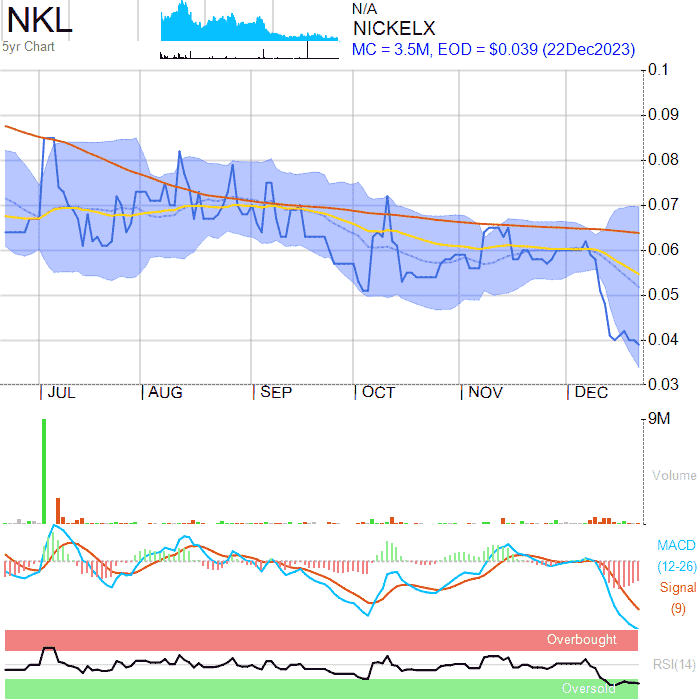 NKL
5yr Chart
N/A
NICKELX
MC = 3.5M, EOD = $0.039 (22Dec2023)
0.1
0.09
0.08
0.07
0.06
0.05
0.04
0.03
JUL AUG SEP OCT NOV DEC
9M
Volume
MACD
(12-26)
Signal
(9)
Overbought
RSI(14)
Oversold